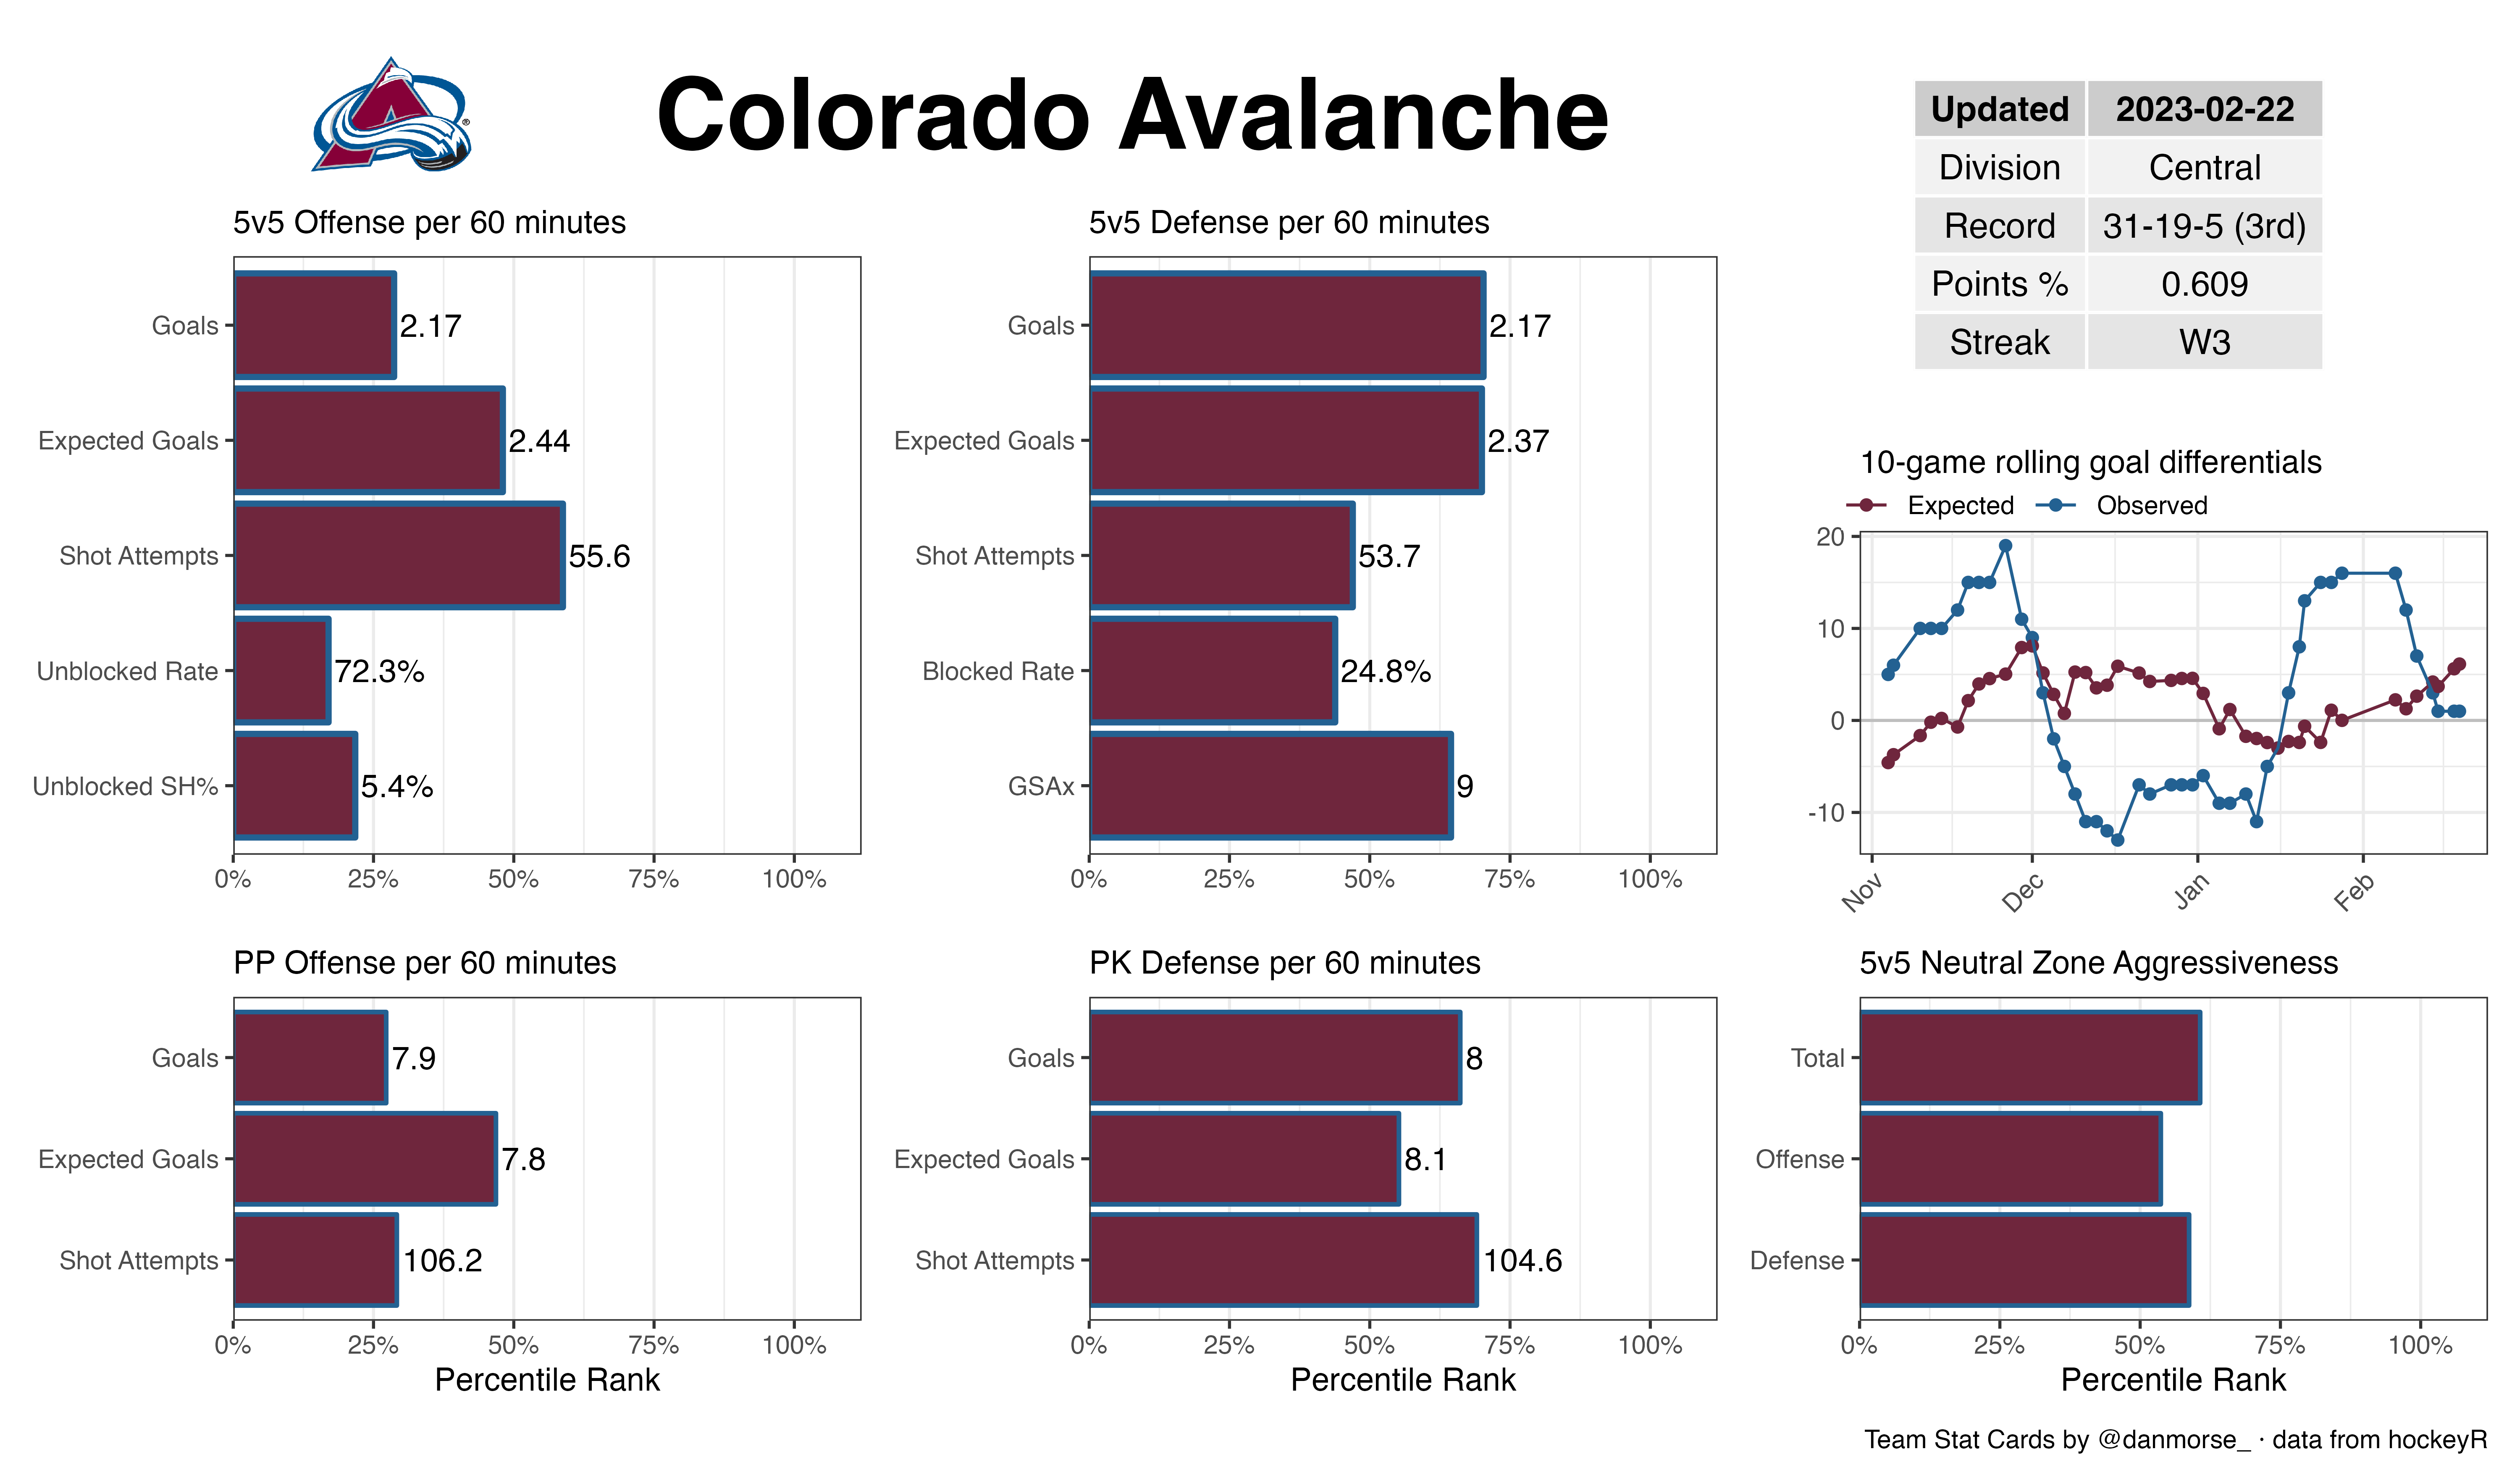 Colorado Avalanche
®
Updated 2023-02-22
Division Central
Record 31-19-5 (3rd)
Points % 0.609
Streak W3
5v5 Offense per 60 minutes
Goals 2.17
Expected Goals 2.44
Shot Attempts 55.6
Unblocked Rate 72.3%
Unblocked SH% 5.4%
0% 25% 50% 75% 100%
5v5 Defense per 60 minutes
Goals 2.17
Expected Goals 2.37
Shot Attempts 53.7
Blocked Rate 24.8%
GSAx 9
0% 25% 50% 75% 100%
10-game rolling goal differentials
Expected Observed
20
10
0
-10
Nov Dec Jan Feb
PP Offense per 60 minutes
Goals 7.9
Expected Goals 7.8
Shot Attempts 106.2
0% 25% 50% 75% 100%
Percentile Rank
PK Defense per 60 minutes
Goals 8
Expected Goals 8.1
Shot Attempts 104.6
0% 25% 50% 75% 100%
Percentile Rank
5v5 Neutral Zone Aggressiveness
Total
Offense
Defense
0% 25% 50% 75% 100%
Percentile Rank
Team Stat Cards by @danmorse_ · data from hockeyR